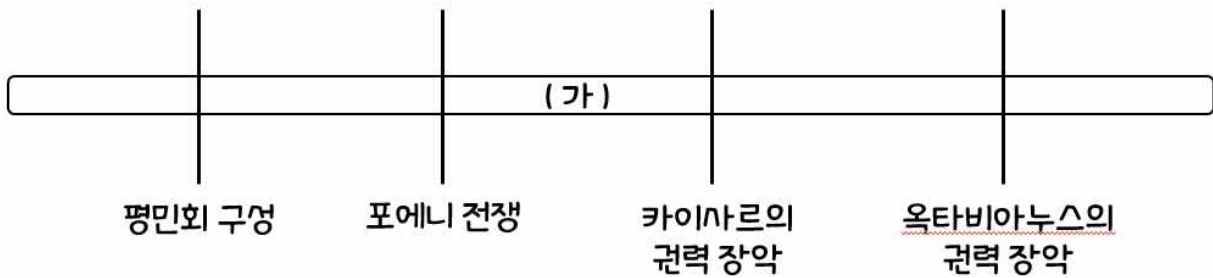 ( 가 )
평민회 구성
포에니 전쟁
카이사르의
권력 장악
옥타비아누스의
권력 장악